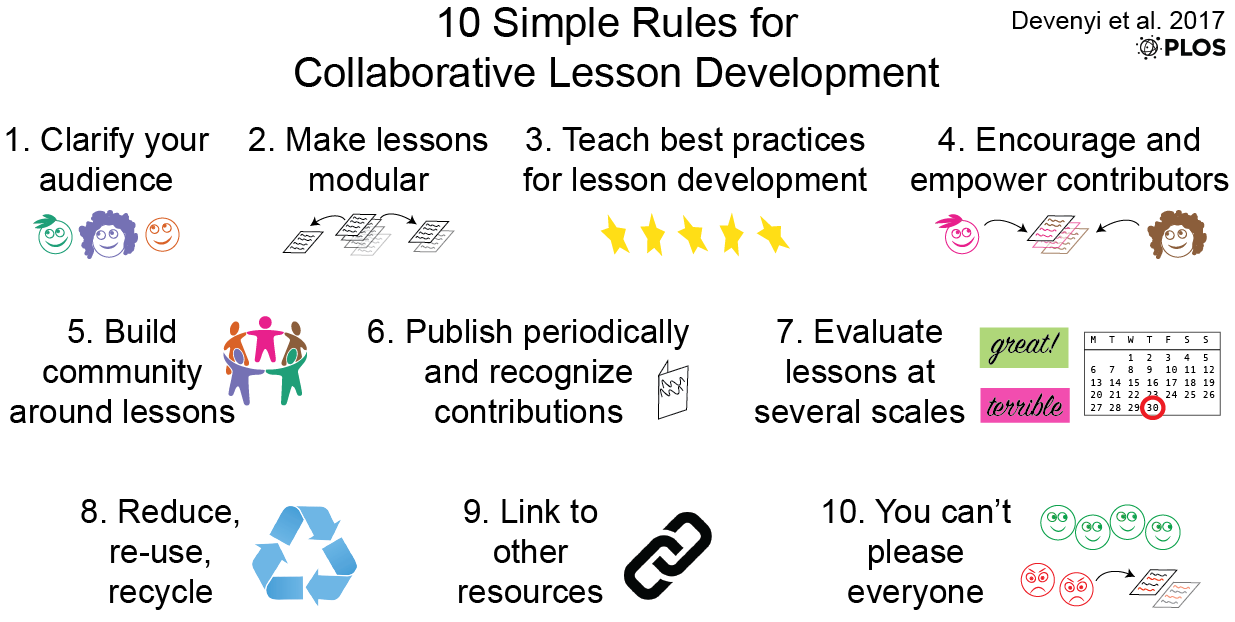 10 Simple Rules for
Collaborative Lesson Development
Devenyi et al. 2017
PLOS
1. Clarify your
audience
2. Make lessons
modular
3. Teach best practices
for lesson development
4. Encourage and
empower contributors
5. Build
community
around lessons
6. Publish periodically
and recognize
contributions
7. Evaluate
lessons at
several scales
great!
terrible
M T W T F S S
1 2 3 4 5
6 7 8 9 10 11 12
13 14 15 16 17 18 19
20 21 22 23 24 25 26
27 28 29 30
8. Reduce,
re-use,
recycle
9. Link to
other
resources
10. You can’t
please
everyone